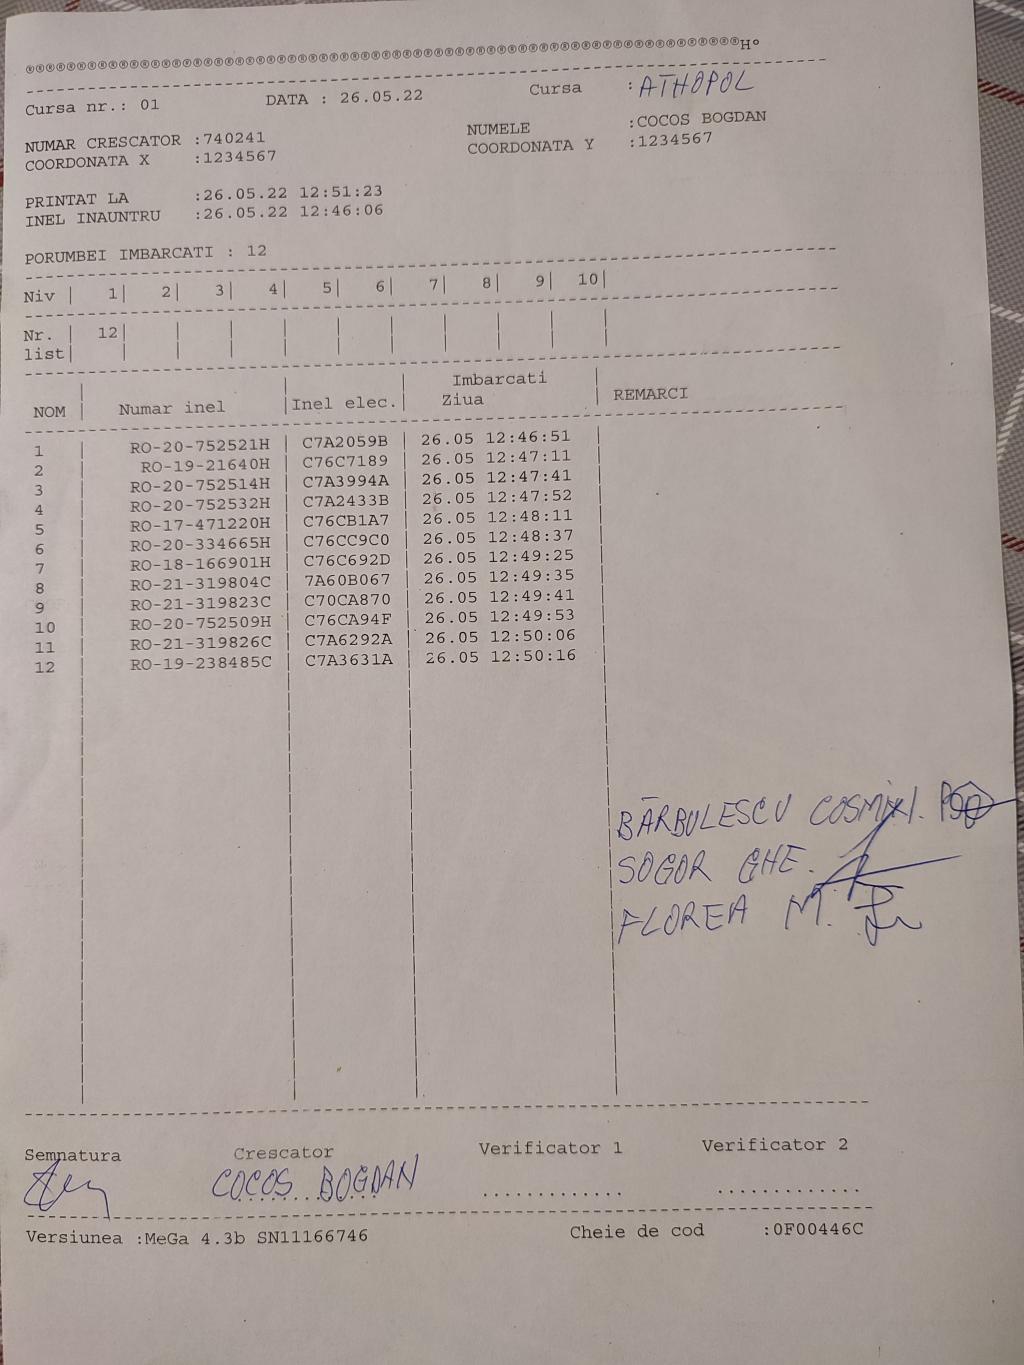 ®®®®®®®®®®®®®®®®®®®®®®®®®®®®®®®®®®®®®®®®®®®®®®®®®®®®®®®®®®®®®®®®®®®®®®H°
Cursa nr.: 01 DATA : 26.05.22 Cursa :ATHOPOL
NUMAR CRESCATOR :740241 NUMELE :COCOS BOGDAN
COORDONATA X :1234567 COORDONATA Y :1234567
PRINTAT LA :26.05.22 12:51:23
INEL INAUNTRU :26.05.22 12:46:06
PORUMBEI IMBARCATI : 12
Niv | 1| 2| 3| 4| 5| 6| 7| 8| 9| 10|
Nr. | 12| | | | | | | | | |
list| | | | | | | | | | |
Imbarcati
NOM | Numar inel |Inel elec.| Ziua | REMARCI
1 RO-20-752521H | C7A2059B | 26.05 12:46:51
2 RO-19-21640H | C76C7189 | 26.05 12:47:11
3 RO-20-752514H | C7A3994A | 26.05 12:47:41
4 RO-20-752532H | C7A2433B | 26.05 12:47:52
5 RO-17-471220H | C76CB1A7 | 26.05 12:48:11
6 RO-20-334665H | C76CC9C0 | 26.05 12:48:37
7 RO-18-166901H | C76C692D | 26.05 12:49:25
8 RO-21-319804C | 7A60B067 | 26.05 12:49:35
9 RO-21-319823C | C70CA870 | 26.05 12:49:41
10 RO-20-752509H | C76CA94F | 26.05 12:49:53
11 RO-21-319826C | C7A6292A | 26.05 12:50:06
12 RO-19-238485C | C7A3631A | 26.05 12:50:16
BĂRBULESCU COSMIN
SOGOR GHE.
FLOREA M.
Semnatura Crescator Verificator 1 Verificator 2
COCOS BOGDAN ............. .............
Versiunea :MeGa 4.3b SN11166746 Cheie de cod :0F00446C